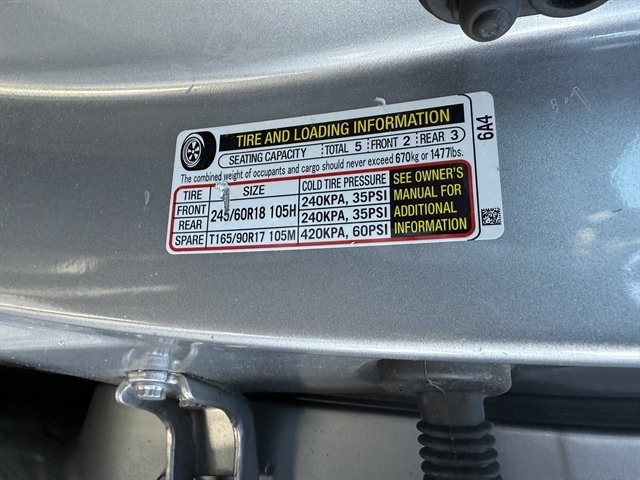 TIRE AND LOADING INFORMATION
SEATING CAPACITY TOTAL 5 FRONT 2 REAR 3
The combined weight of occupants and cargo should never exceed 670kg or 1477lbs.
TIRE SIZE COLD TIRE PRESSURE
FRONT 245/60R18 105H 240KPA, 35PSI
REAR 240KPA, 35PSI
SPARE T165/90R17 105M 420KPA, 60PSI
SEE OWNER'S
MANUAL FOR
ADDITIONAL
INFORMATION
6A4